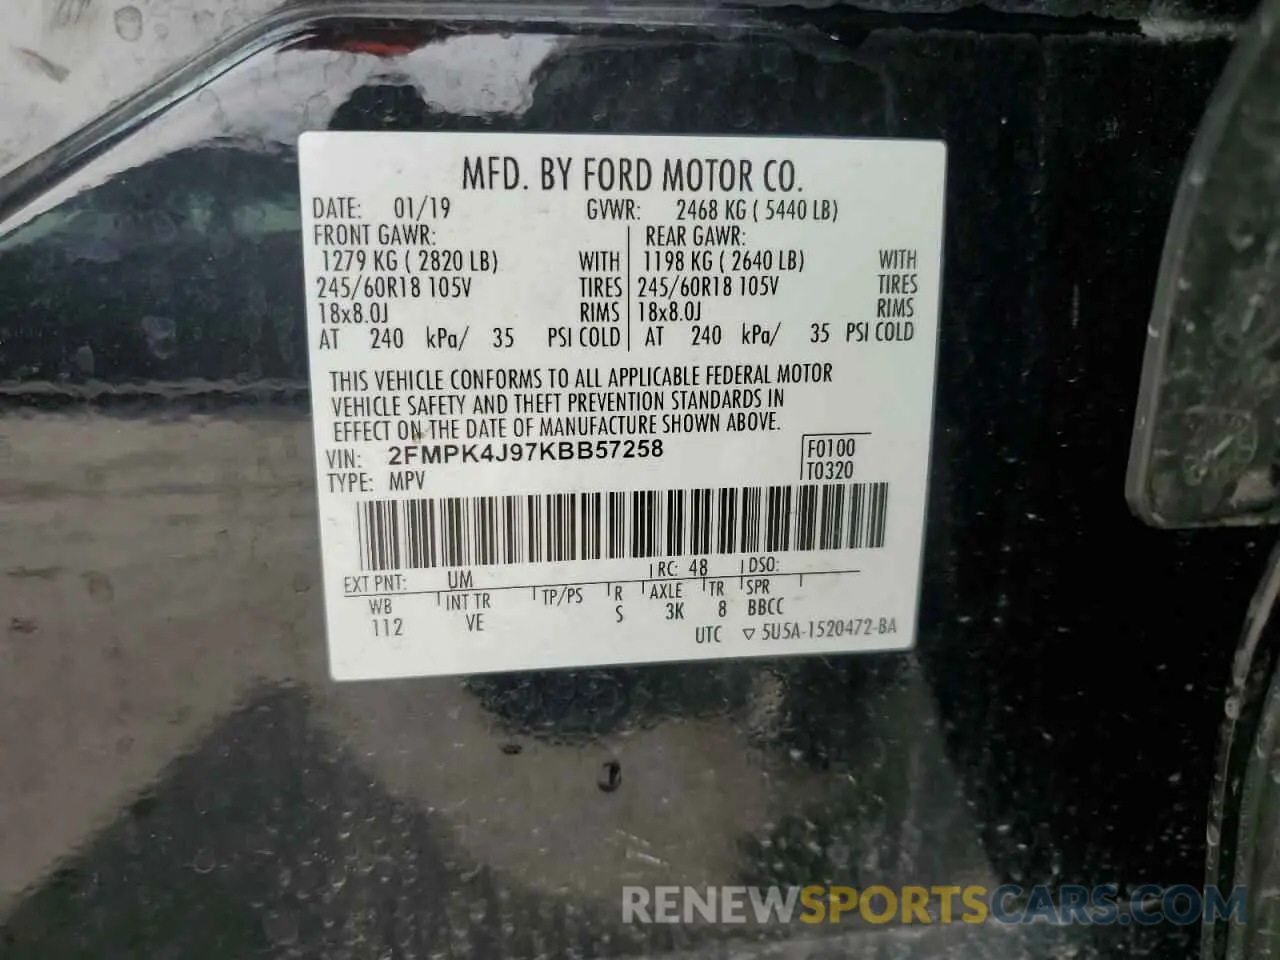 MFD. BY FORD MOTOR CO.
DATE: 01/19 GVWR: 2468 KG ( 5440 LB)
FRONT GAWR: REAR GAWR:
1279 KG ( 2820 LB) WITH 1198 KG ( 2640 LB) WITH
245/60R18 105V TIRES 245/60R18 105V TIRES
18x8.0J RIMS 18x8.0J RIMS
AT 240 kPa/ 35 PSI COLD AT 240 kPa/ 35 PSI COLD
THIS VEHICLE CONFORMS TO ALL APPLICABLE FEDERAL MOTOR
VEHICLE SAFETY AND THEFT PREVENTION STANDARDS IN
EFFECT ON THE DATE OF MANUFACTURE SHOWN ABOVE.
VIN: 2FMPK4J97KBB57258 F0100
TYPE: MPV T0320
EXT PNT: UM RC: 48 DSO:
WB INT TR TP/PS R AXLE TR SPR
112 VE S 3K 8 BBCC
UTC ▽ 5U5A-1520472-BA
RENEWSPORTSCARS.COM